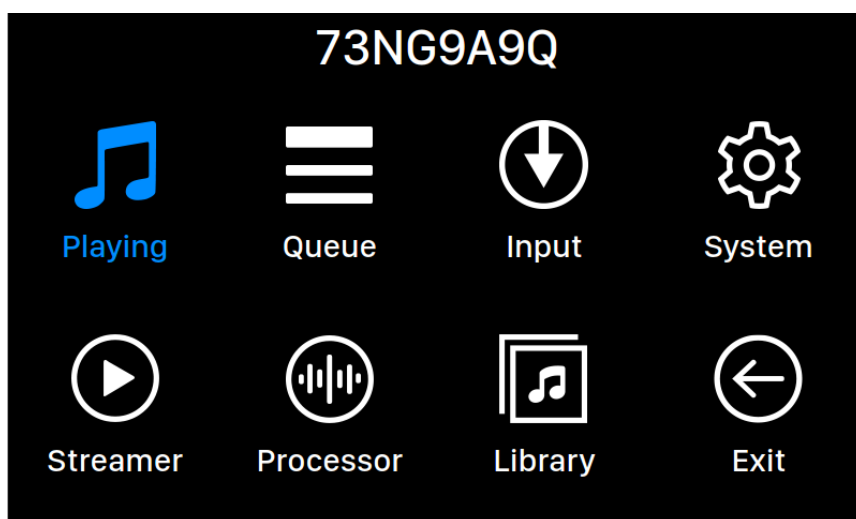 73NG9A9Q
Playing Queue Input System
Streamer Processor Library Exit